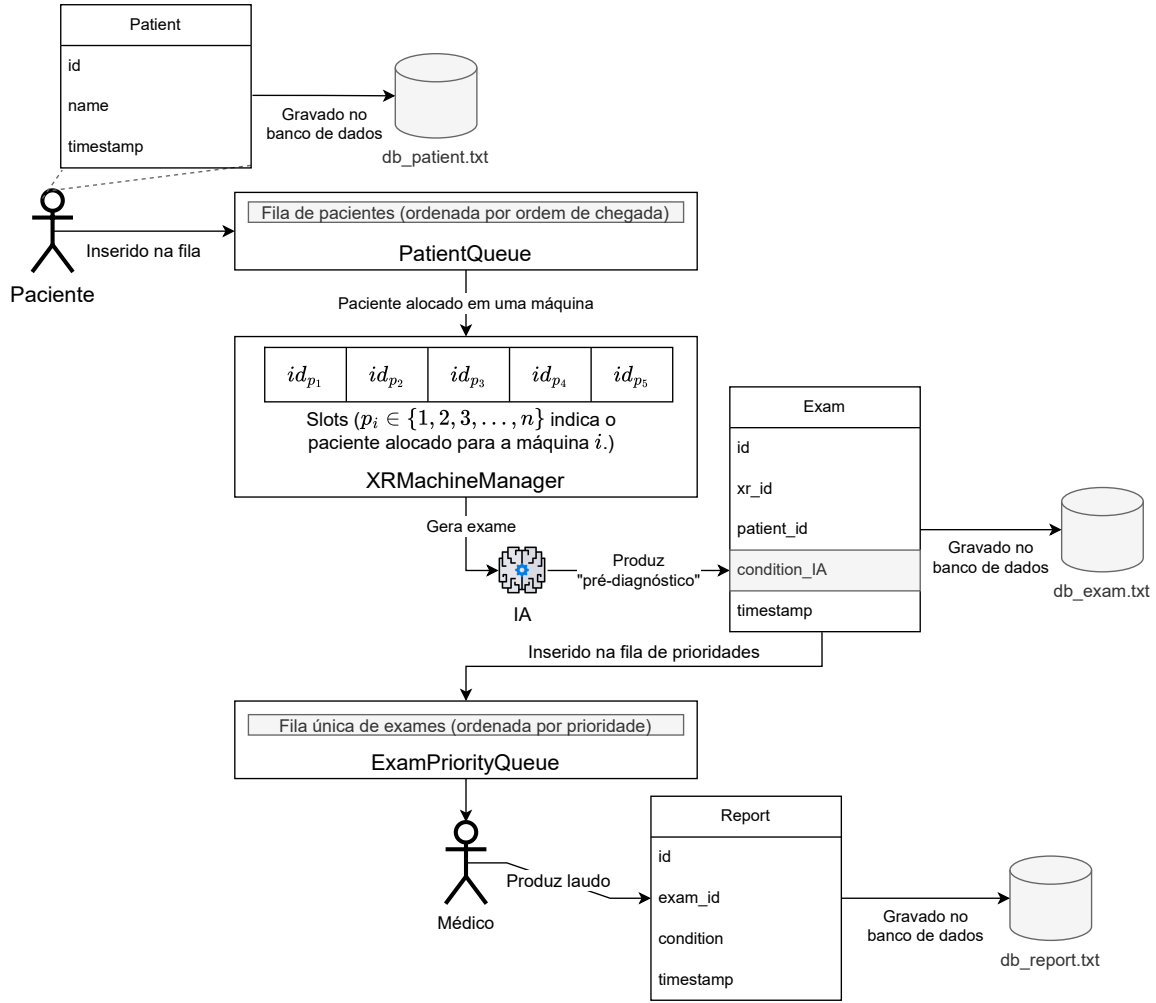 Patient
id
name
timestamp
Gravado no
banco de dados
db_patient.txt
Paciente
Inserido na fila
Fila de pacientes (ordenada por ordem de chegada)
PatientQueue
Paciente alocado em uma máquina
id_{p_1} id_{p_2} id_{p_3} id_{p_4} id_{p_5}
Slots (p_i ∈ {1, 2, 3, . . . , n} indica o
paciente alocado para a máquina i.)
XRMachineManager
Gera exame
IA
Produz
"pré-diagnóstico"
Exam
id
xr_id
patient_id
condition_IA
timestamp
Gravado no
banco de dados
db_exam.txt
Inserido na fila de prioridades
Fila única de exames (ordenada por prioridade)
ExamPriorityQueue
Médico
Produz laudo
Report
id
exam_id
condition
timestamp
Gravado no
banco de dados
db_report.txt